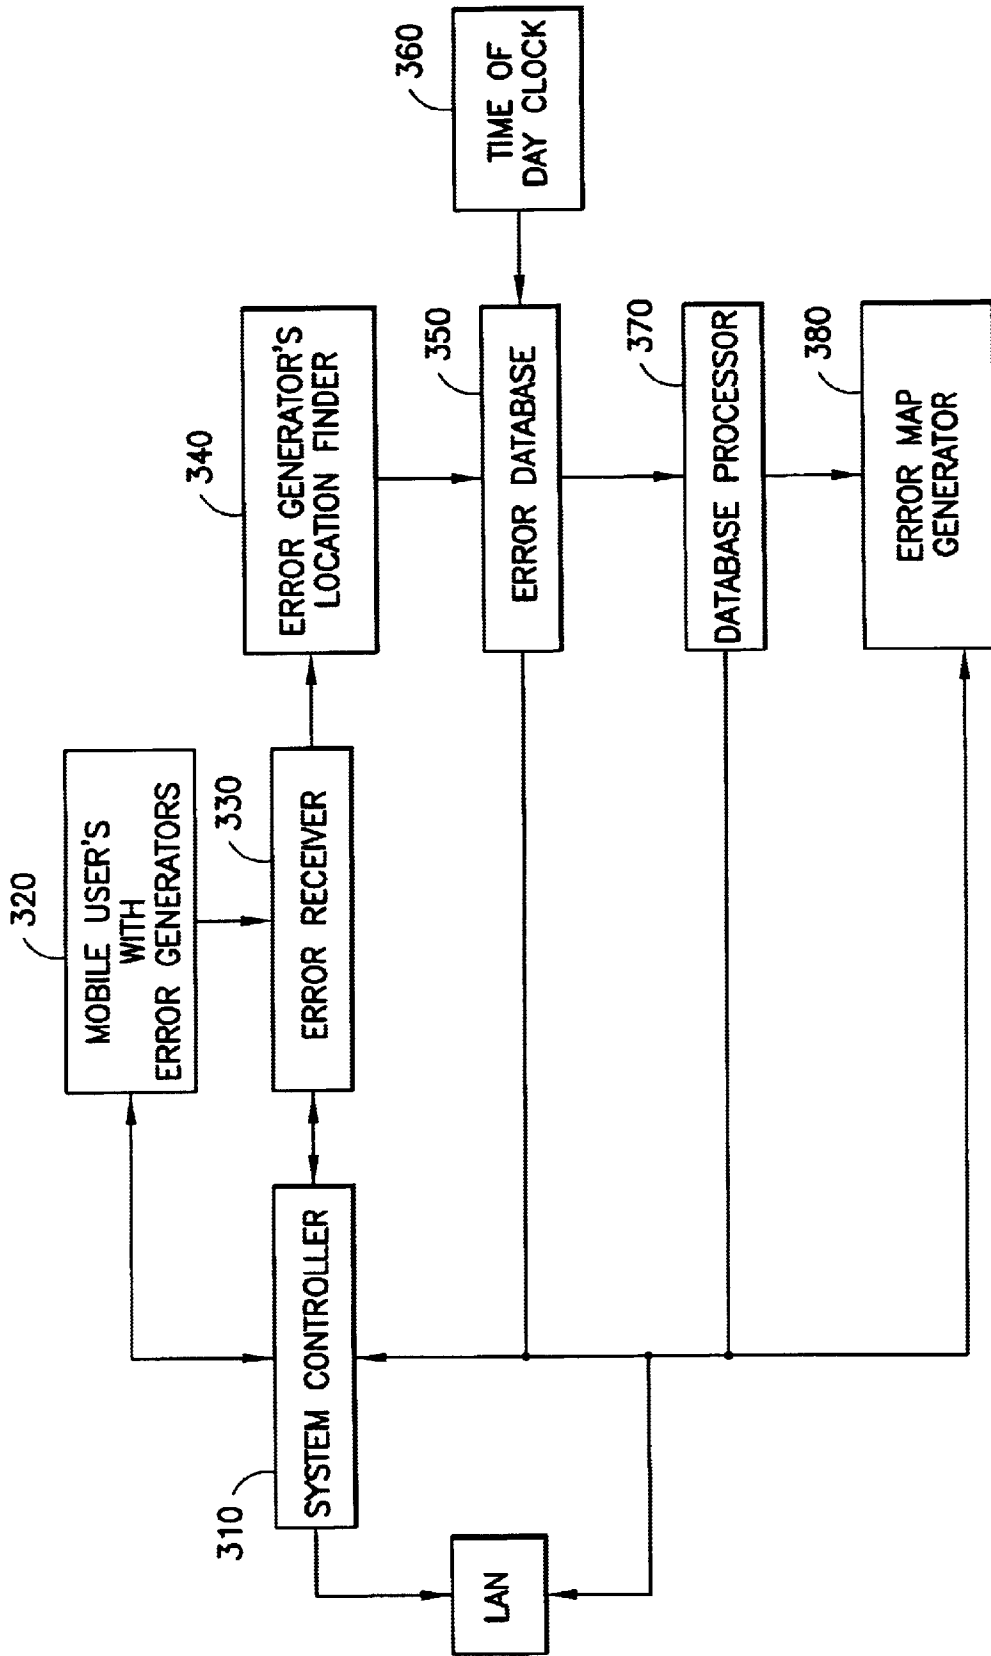 320
MOBILE USER'S
WITH
ERROR GENERATORS
310
SYSTEM CONTROLLER
330
ERROR RECEIVER
340
ERROR GENERATOR'S
LOCATION FINDER
LAN
350
ERROR DATABASE
360
TIME OF
DAY CLOCK
370
DATABASE PROCESSOR
380
ERROR MAP
GENERATOR